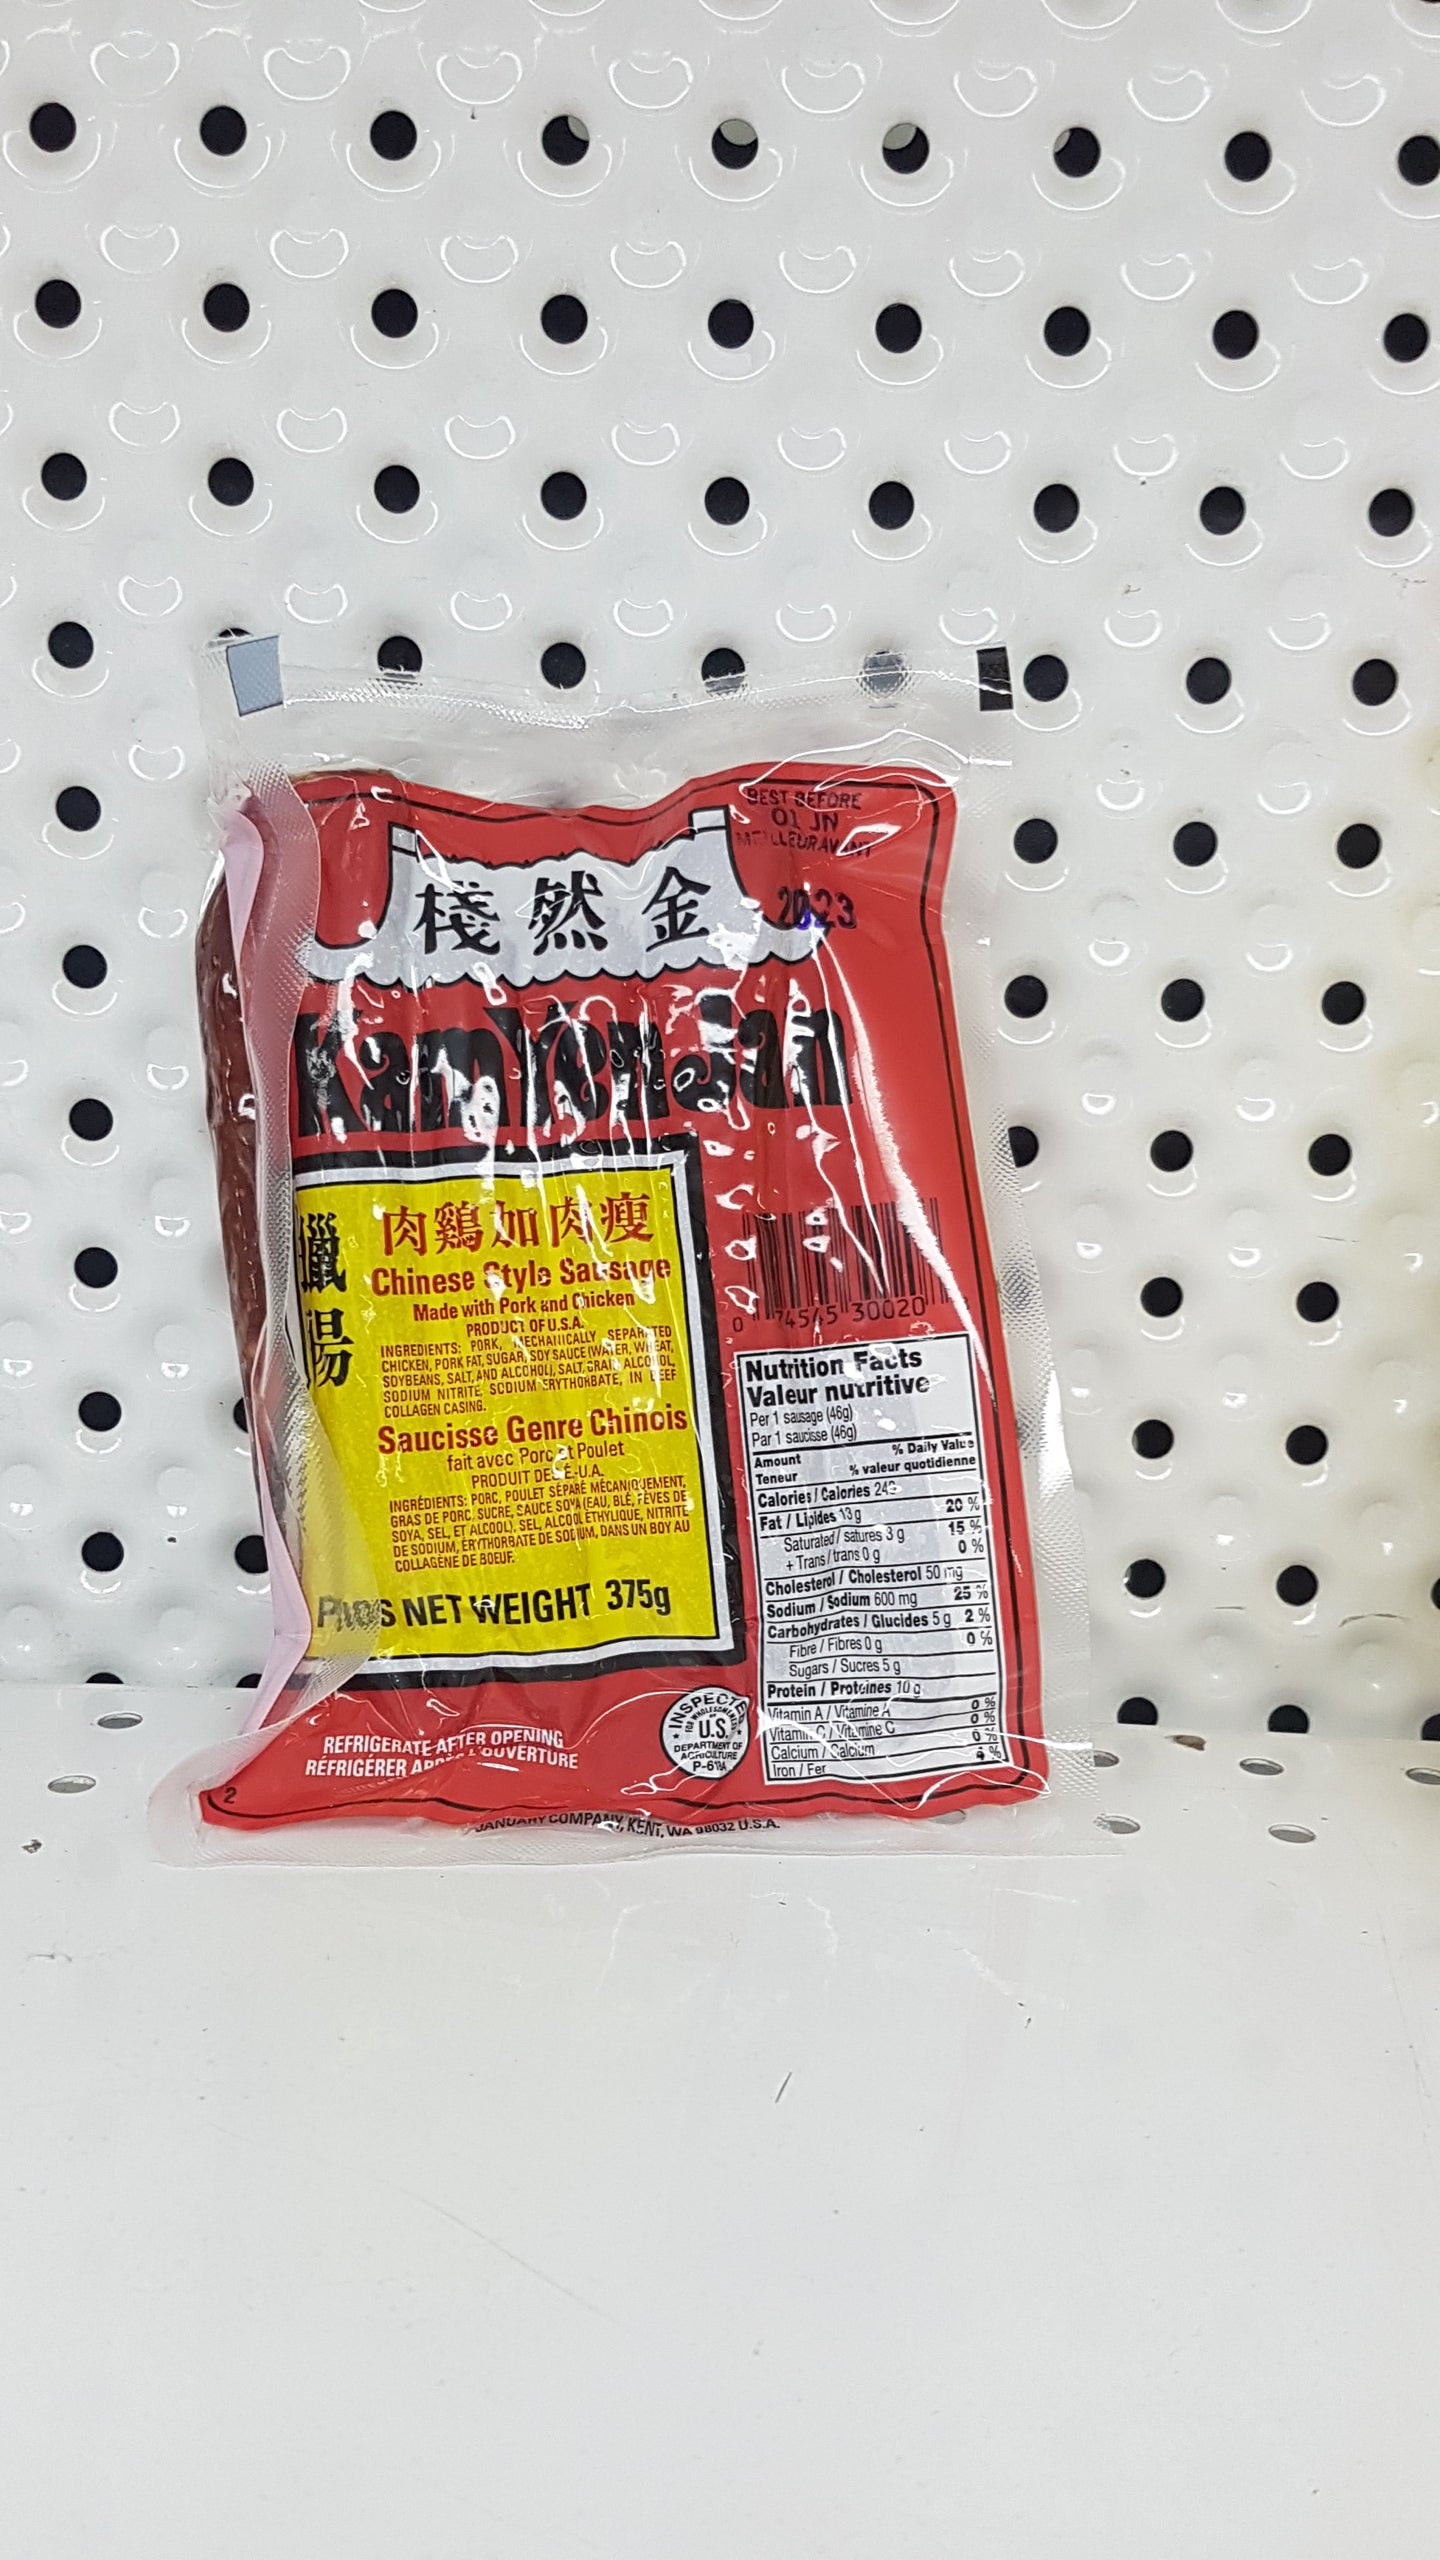 BEST BEFORE
01 JN
MEILLEUR AVANT
2023
棧然金
KamYenJan
肉鷄加肉瘦
Chinese Style Sausage
Made with Pork and Chicken
PRODUCT OF U.S.A.
INGREDIENTS: PORK, MECHANICALLY SEPARATED
CHICKEN, PORK FAT, SUGAR, SOY SAUCE (WATER, WHEAT,
SOYBEANS, SALT, AND ALCOHOL), SALT, GRAIN ALCOHOL,
SODIUM NITRITE, SODIUM ERYTHORBATE, IN BEEF
COLLAGEN CASING.
Saucisse Genre Chinois
fait avec Porc et Poulet
PRODUIT DES É.-U.A.
INGRÉDIENTS: PORC, POULET SÉPARÉ MÉCANIQUEMENT,
GRAS DE PORC, SUCRE, SAUCE SOYA (EAU, BLÉ, FÈVES DE
SOYA, SEL, ET ALCOOL), SEL, ALCOOL ÉTHYLIQUE, NITRITE
DE SODIUM, ÉRYTHORBATE DE SODIUM, DANS UN BOYAU
COLLAGÈNE DE BOEUF.
NET WEIGHT 375g
REFRIGERATE AFTER OPENING
RÉFRIGÉRER APRÈS L'OUVERTURE
2
INSPECTED
FOR WHOLESOMENESS
BY
U.S.
DEPARTMENT OF
AGRICULTURE
0 74545 30020
Nutrition Facts
Valeur nutritive
Per 1 sausage (46g)
Par 1 saucisse (46g)
Amount % Daily Value
Teneur % valeur quotidienne
Calories / Calories
Fat / Lipides 13 g 20 %
Saturated / saturés 3 g 15 %
+ Trans / trans 0 g 0 %
Cholesterol / Cholesterol 50 mg
Sodium / Sodium 600 mg 25 %
Carbohydrates / Glucides 5 g 2 %
Fibre / Fibres 0 g 0 %
Sugars / Sucres 5 g
Protein / Protéines 10 g
Vitamin A / Vitamine A 0 %
Vitamin C / Vitamine C 0 %
Calcium / Calcium 0 %
Iron / Fer 4 %
JANUARY COMPANY, KENT, WA 98032 U.S.A.